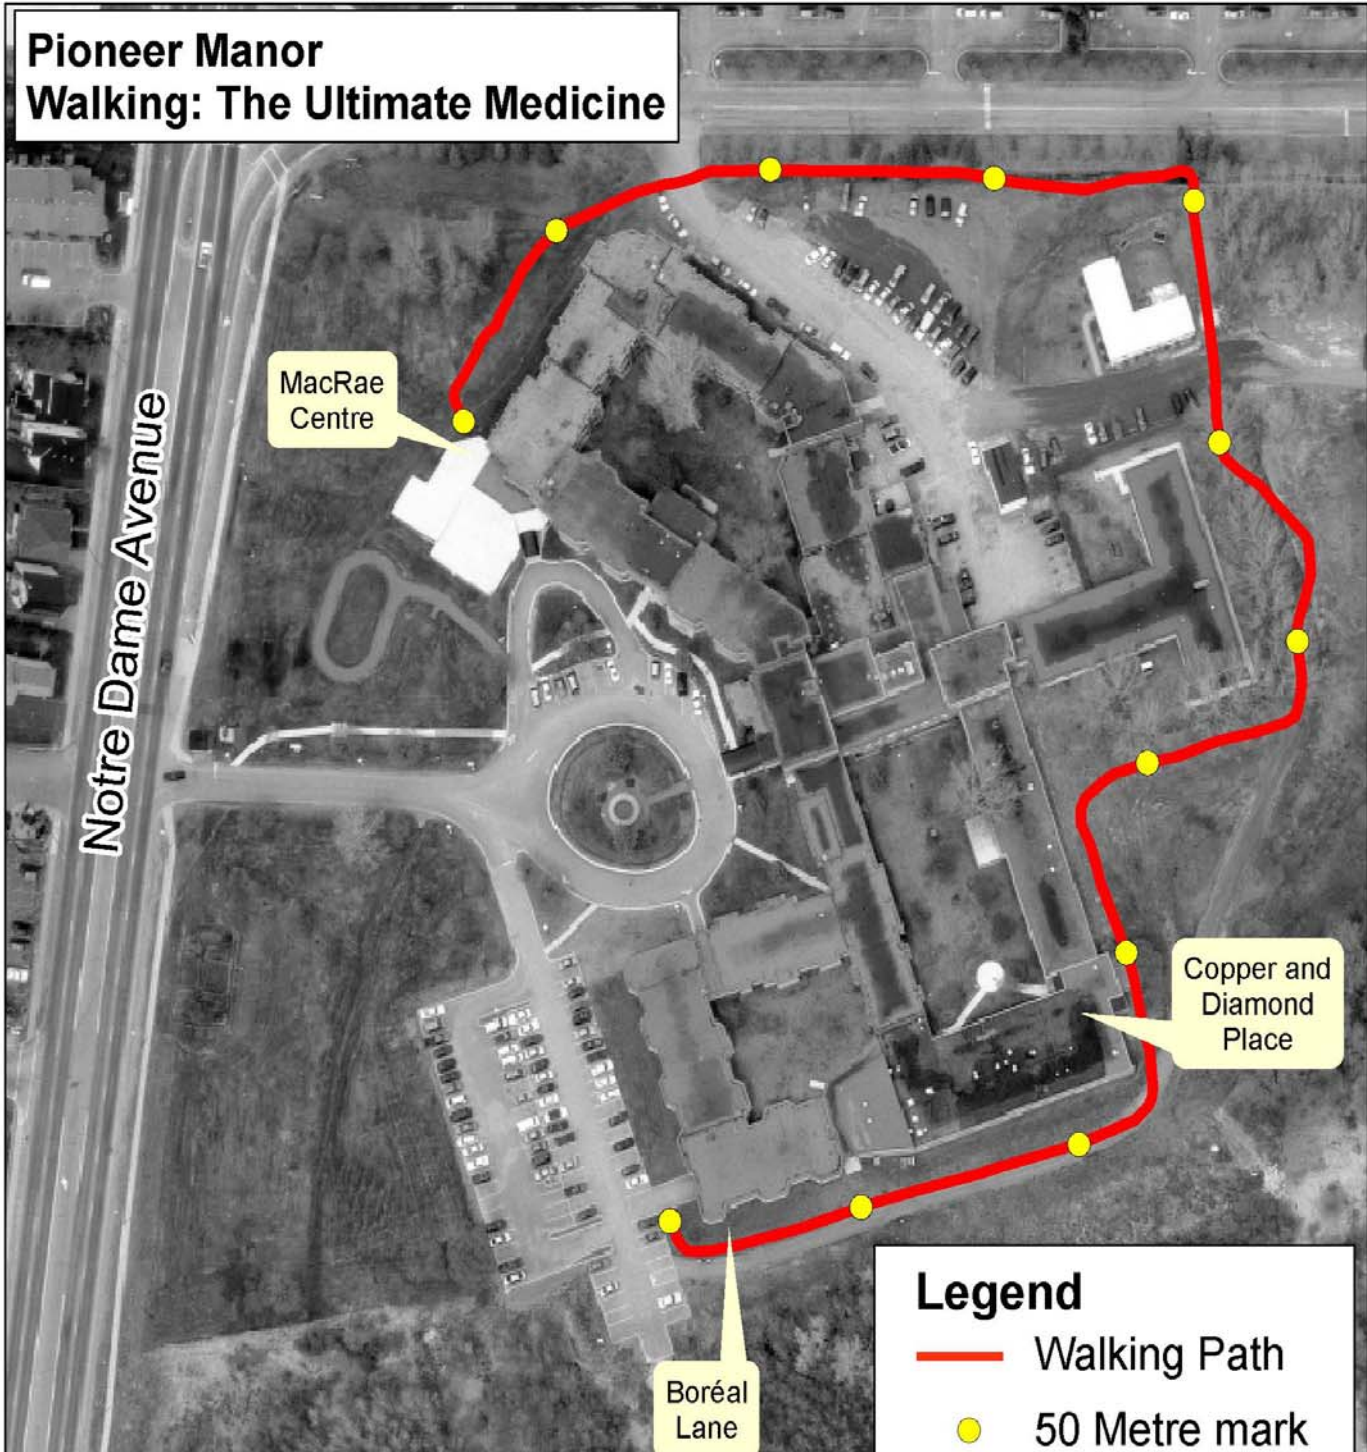 Pioneer Manor
Walking: The Ultimate Medicine
MacRae
Centre
Notre Dame Avenue
Copper and
Diamond
Place
Boréal
Lane
Legend
Walking Path
50 Metre mark